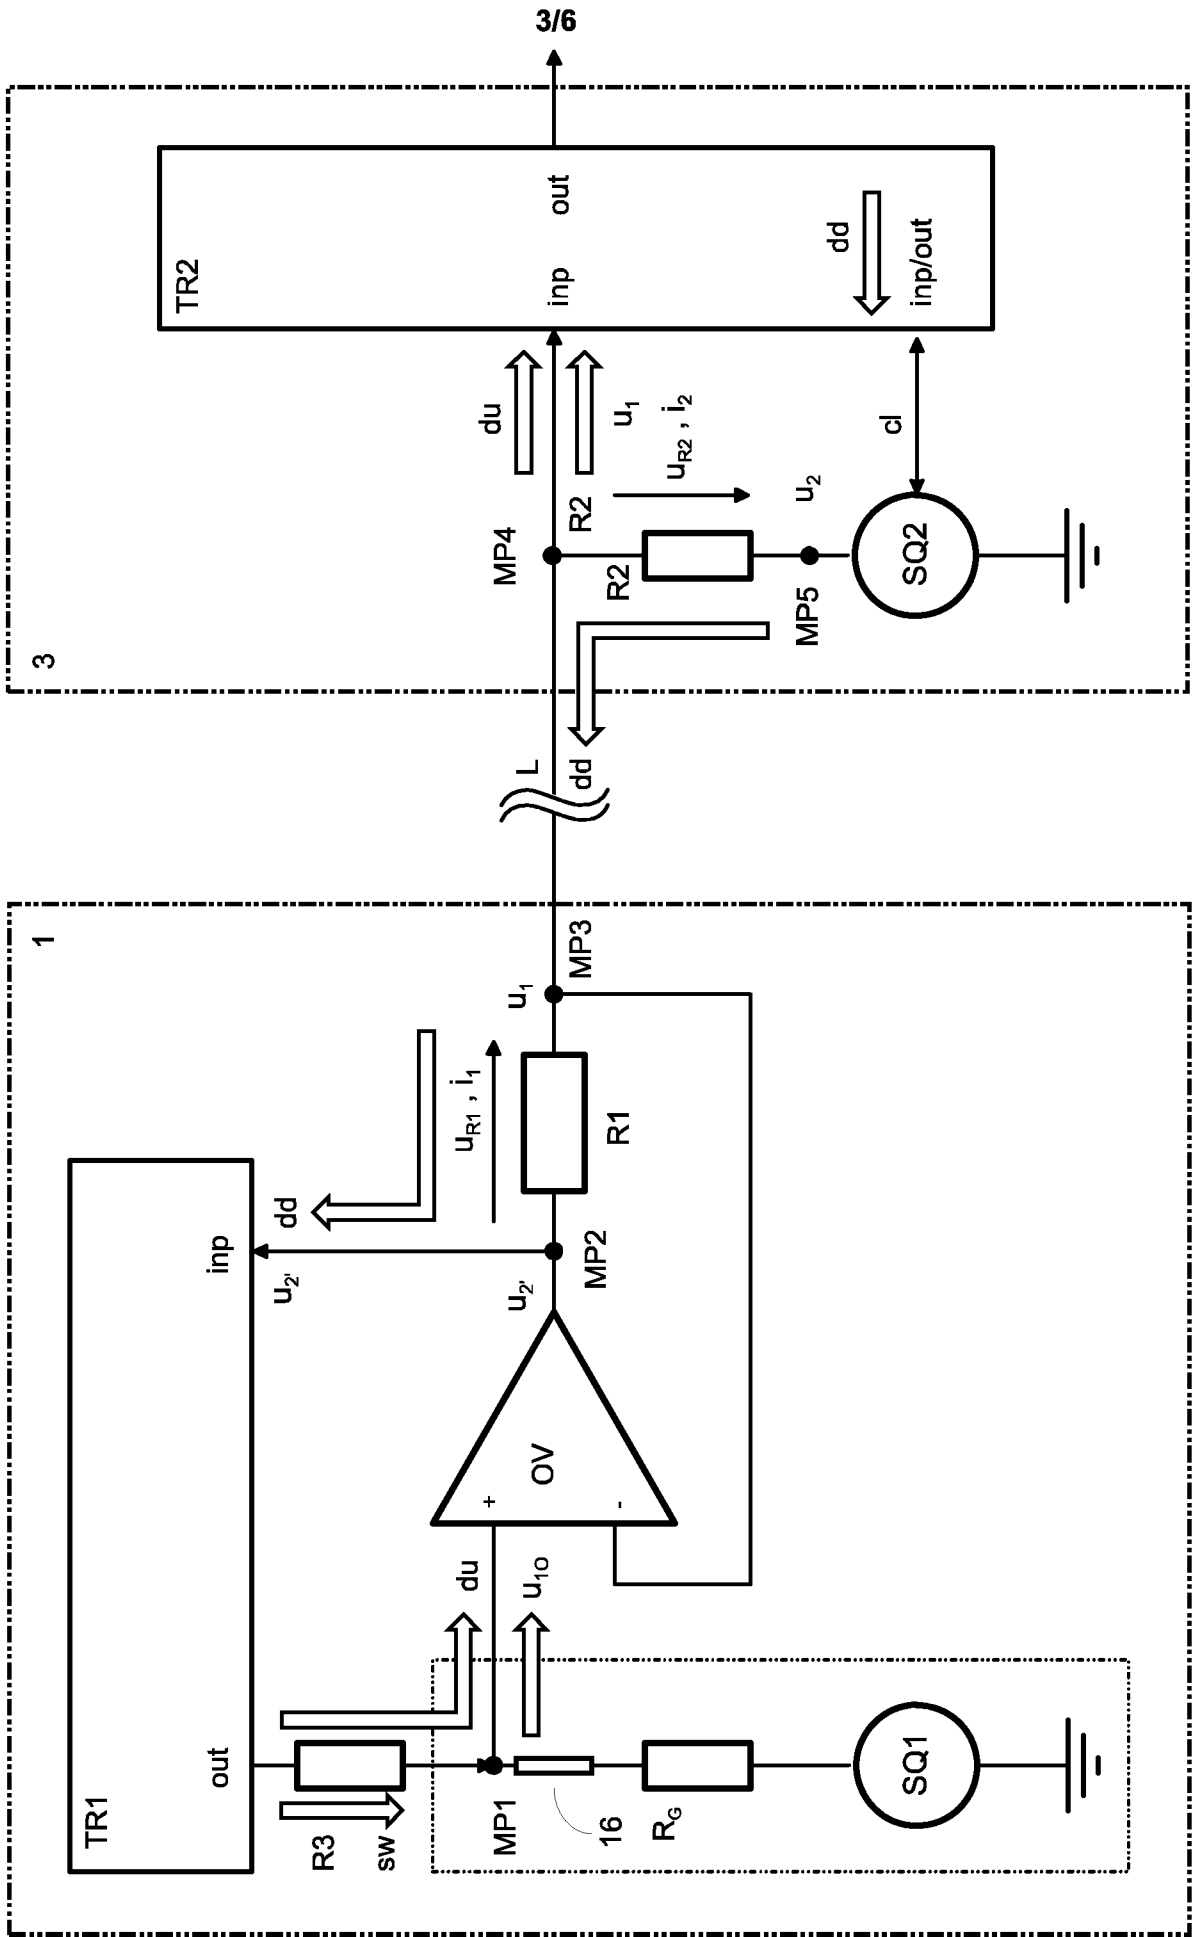 3/6
3
TR2
inp
out
dd
inp/out
du
u1
uR2 , i2
cl
MP4
R2
R2
u2
MP5
SQ2
L
dd
1
MP3
u1
uR1 , i1
R1
dd
inp
u2'
u2'
MP2
OV
+
-
du
u10
TR1
out
R3
sw
MP1
16
RG
SQ1